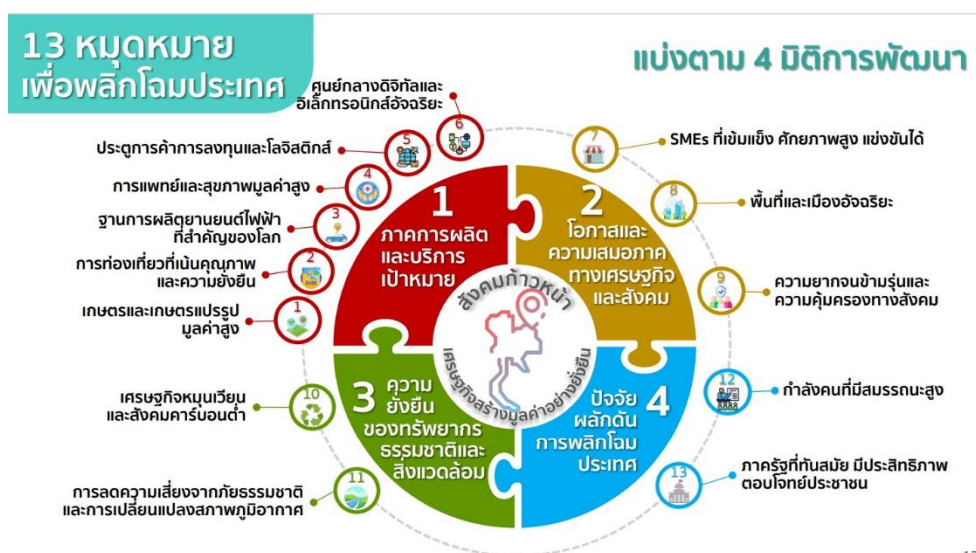 13 หมุดหมาย
เพื่อพลิกโฉมประเทศ
แบ่งตาม 4 มิติการพัฒนา
1
ภาคการผลิต
และบริการ
เป้าหมาย
ศูนย์กลางดิจิทัลและ
อิเล็กทรอนิกส์อัจฉริยะ
6
ประตูการค้าการลงทุนและโลจิสติกส์
5
การแพทย์และสุขภาพมูลค่าสูง
4
ฐานการผลิตยานยนต์ไฟฟ้า
ที่สำคัญของโลก
3
การท่องเที่ยวที่เน้นคุณภาพ
และความยั่งยืน
2
เกษตรและเกษตรแปรรูป
มูลค่าสูง
1
2
โอกาสและ
ความเสมอภาค
ทางเศรษฐกิจ
และสังคม
7
SMEs ที่เข้มแข็ง ศักยภาพสูง แข่งขันได้
8
พื้นที่และเมืองอัจฉริยะ
9
ความยากจนข้ามรุ่นและ
ความคุ้มครองทางสังคม
สังคมก้าวหน้า
เศรษฐกิจสร้างมูลค่าอย่างยั่งยืน
3 ความ
ยั่งยืน
ของทรัพยากร
ธรรมชาติและ
สิ่งแวดล้อม
เศรษฐกิจหมุนเวียน
และสังคมคาร์บอนต่ำ
10
การลดความเสี่ยงจากภัยธรรมชาติ
และการเปลี่ยนแปลงสภาพภูมิอากาศ
11
ปัจจัย 4
ผลักดัน
การพลิกโฉม
ประเทศ
12
กำลังคนที่มีสมรรถนะสูง
13
ภาครัฐที่ทันสมัย มีประสิทธิภาพ
ตอบโจทย์ประชาชน